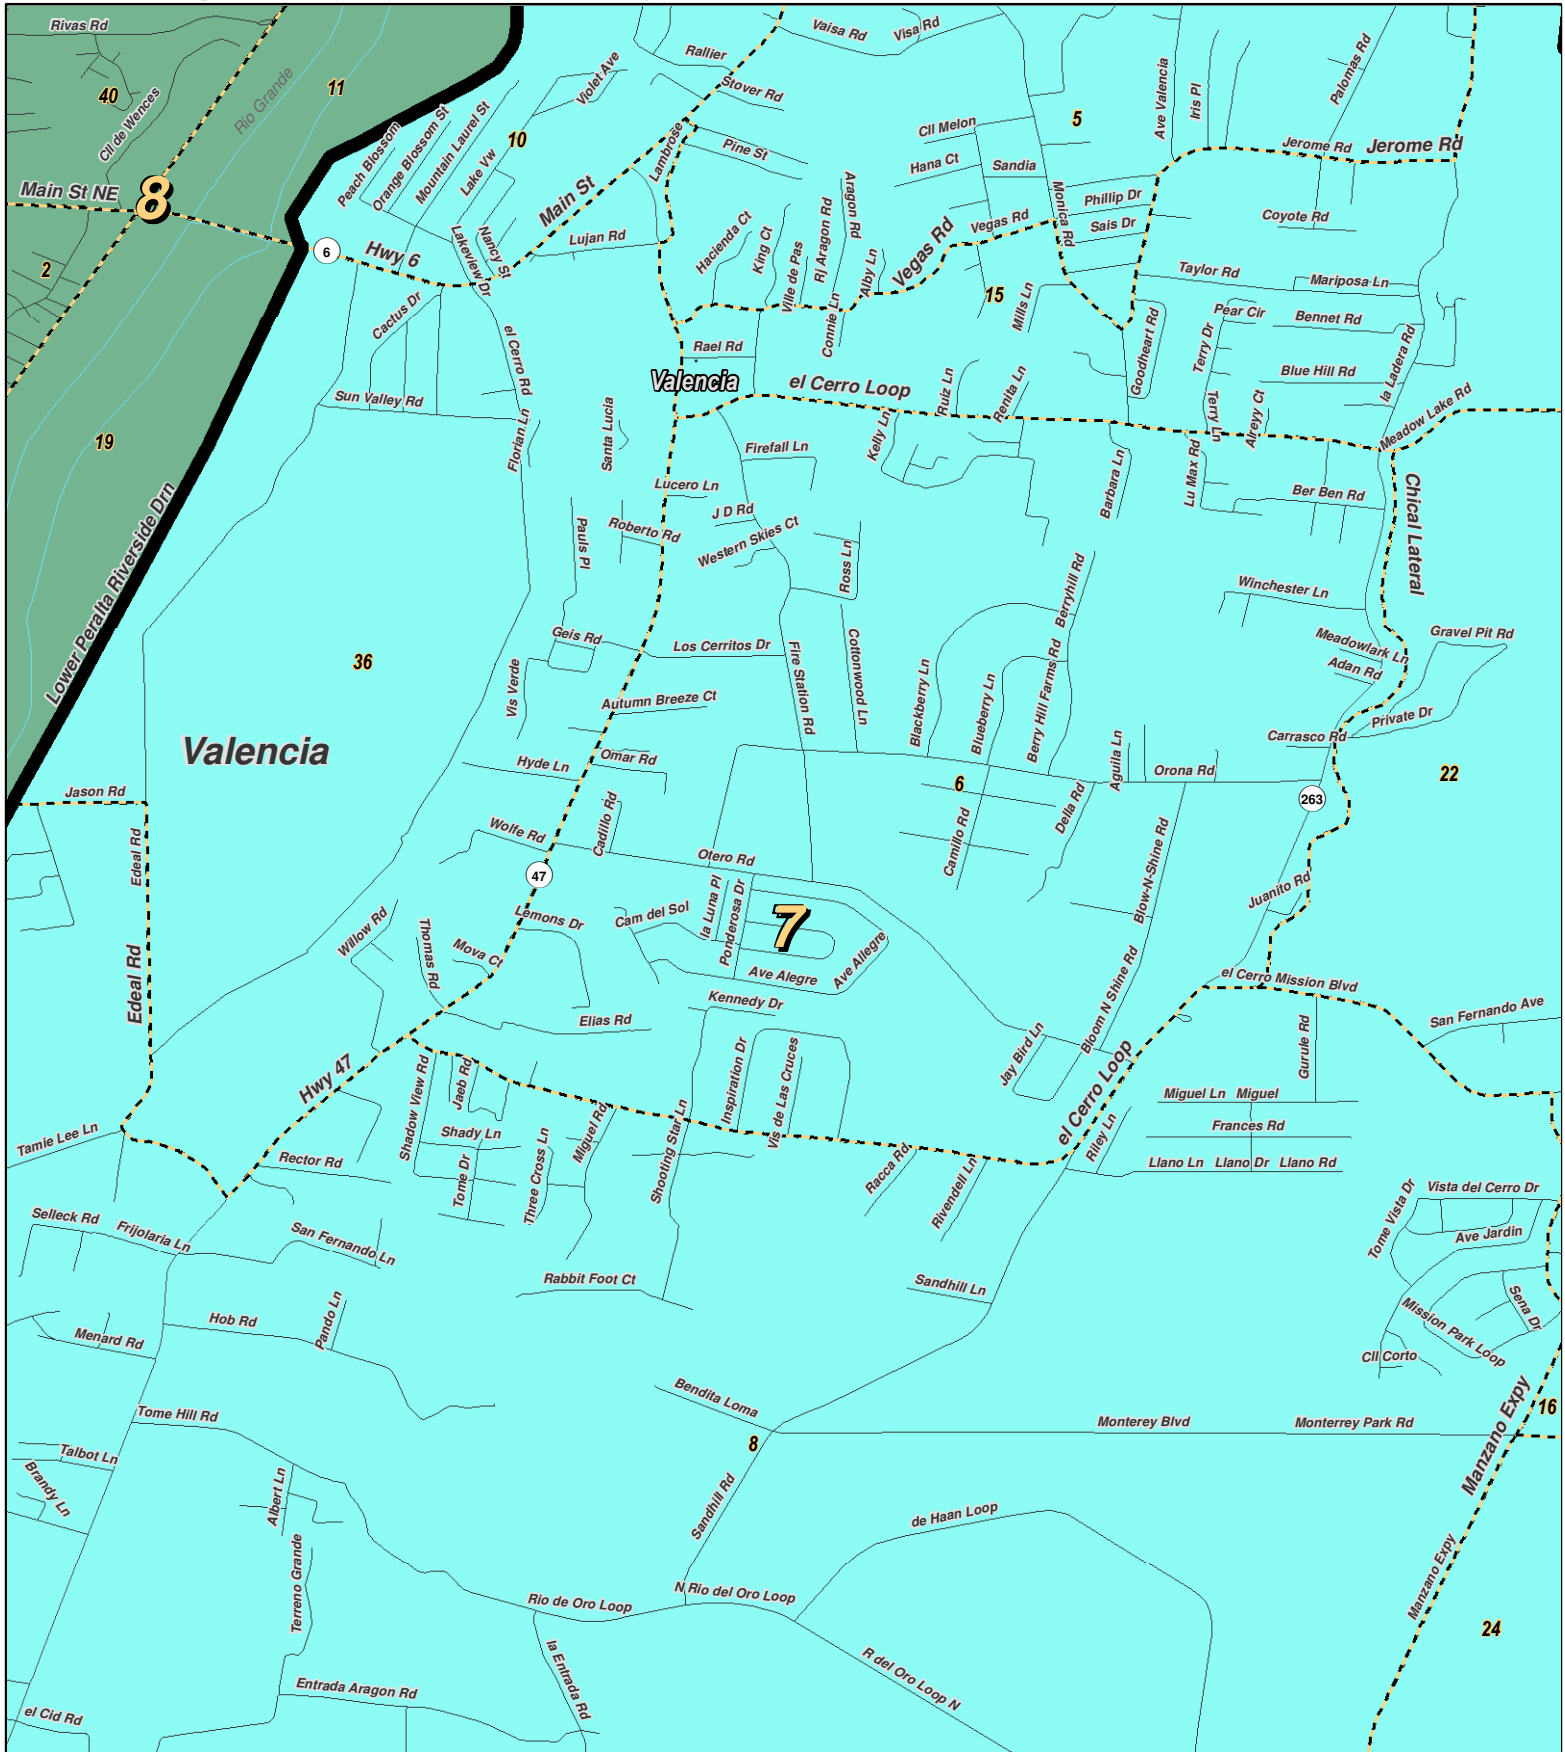 Rivas Rd
Vaisa Rd
Visa Rd
Rallier
Stover Rd
Violet Ave
Palomas Rd
Ave Valencia
Iris Pl
40
11
Rio Grande
Cll de Wences
10
5
Peach Blossom
Orange Blossom St
Mountain Laurel St
Lake Vw
Lambrose
Pine St
Cll Melon
Hana Ct
Sandia
Jerome Rd
Jerome Rd
Main St NE
8
Main St
Aragon Rd
Monica Rd
Phillip Dr
Sais Dr
Vegas Rd
Coyote Rd
6
Hwy 6
Lakeview Dr
Nancy St
Lujan Rd
Hacienda Ct
King Ct
Ville de Pas
Rj Aragon Rd
Alby Ln
Vegas Rd
2
Cactus Dr
15
Mills Ln
Taylor Rd
Mariposa Ln
Connie Ln
Pear Cir
Bennet Rd
el Cerro Rd
Rael Rd
Goodheart Rd
Terry Dr
la Ladera Rd
Valencia
el Cerro Loop
Ruiz Ln
Renita Ln
Blue Hill Rd
Sun Valley Rd
Florian Ln
Santa Lucia
Kelly Ln
Terry Ln
Alreyy Ct
Meadow Lake Rd
19
Firefall Ln
Barbara Ln
Lu Max Rd
Ber Ben Rd
Chical Lateral
Lucero Ln
J D Rd
Pauls Pl
Roberto Rd
Western Skies Ct
Ross Ln
Lower Peralta Riverside Drn
Berryhill Rd
Winchester Ln
Geis Rd
Los Cerritos Dr
Fire Station Rd
Cottonwood Ln
Meadowlark Ln
Gravel Pit Rd
Adan Rd
36
Vis Verde
Autumn Breeze Ct
Blackberry Ln
Blueberry Ln
Berry Hill Farms Rd
Private Dr
Carrasco Rd
Valencia
Hyde Ln
Omar Rd
Aguila Ln
Orona Rd
22
6
263
Jason Rd
Edeal Rd
Wolfe Rd
Cadillo Rd
Otero Rd
Camillo Rd
Della Rd
Blow-N-Shine Rd
47
Juanito Rd
Willow Rd
Thomas Rd
Lemons Dr
Mova Ct
Cam del Sol
la Luna Pl
Ponderosa Dr
7
Ave Allegre
Ave Alegre
Edeal Rd
Kennedy Dr
Bloom N Shine Rd
el Cerro Mission Blvd
San Fernando Ave
Elias Rd
Jay Bird Ln
Gurule Rd
Hwy 47
Shadow View Rd
Jaeb Rd
Inspiration Dr
Vis de Las Cruces
el Cerro Loop
Miguel Ln
Miguel
Tamie Lee Ln
Shady Ln
Miguel Rd
Shooting Star Ln
Riley Ln
Frances Rd
Rector Rd
Tome Dr
Three Cross Ln
Racca Rd
Rivendell Ln
Llano Ln
Llano Dr
Llano Rd
Vista del Cerro Dr
Selleck Rd
Frijolaria Ln
San Fernando Ln
Tome Vista Dr
Ave Jardin
Rabbit Foot Ct
Sandhill Ln
Sena Dr
Menard Rd
Hob Rd
Pando Ln
Mission Park Loop
Cll Corto
Bendita Loma
Tome Hill Rd
8
Monterey Blvd
Monterrey Park Rd
16
Manzano Expy
Talbot Ln
Brandy Ln
Albert Ln
Sandhill Rd
de Haan Loop
Terreno Grande
Rio de Oro Loop
N Rio del Oro Loop
Manzano Expy
24
la Entrada Rd
R del Oro Loop N
Entrada Aragon Rd
el Cid Rd